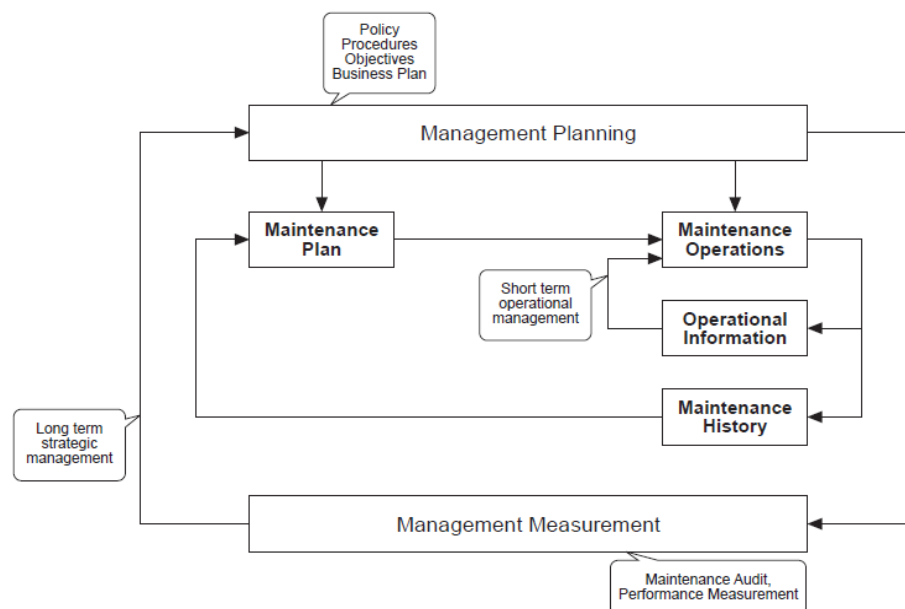 Policy
Procedures
Objectives
Business Plan
Management Planning
Maintenance
Plan
Maintenance
Operations
Short term
operational
management
Operational
Information
Maintenance
History
Long term
strategic
management
Management Measurement
Maintenance Audit,
Performance Measurement